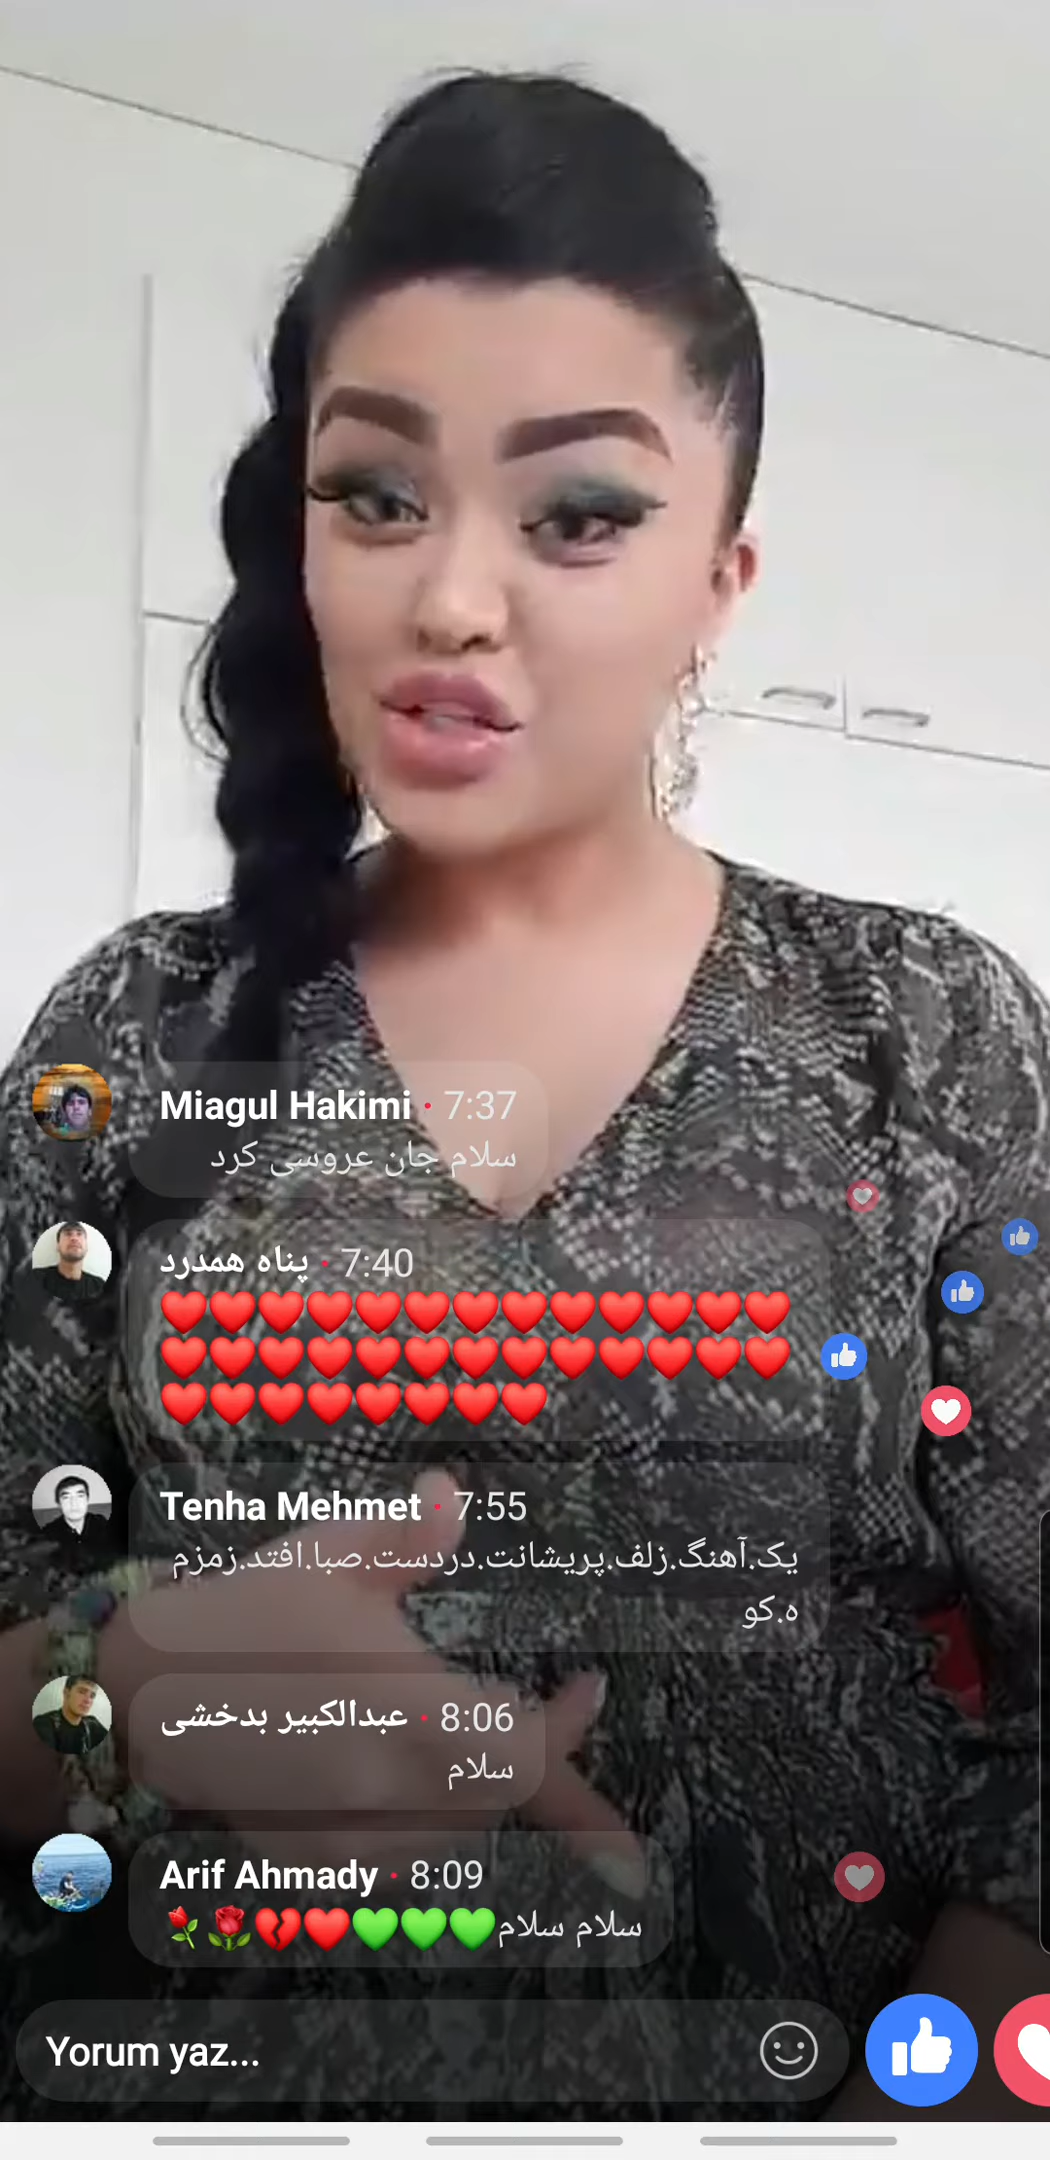 Miagul Hakimi · 7:37
سلام جان عروسی کرد
پناه همدرد · 7:40
❤️❤️❤️❤️❤️❤️❤️❤️❤️❤️❤️❤️❤️
❤️❤️❤️❤️❤️❤️❤️❤️❤️❤️❤️❤️❤️
❤️❤️❤️❤️❤️❤️❤️❤️
Tenha Mehmet · 7:55
یک.آهنگ.زلف.پریشانت.دردست.صبا.افتد.زمزم
ه.کو
عبدالکبیر بدخشی · 8:06
سلام
Arif Ahmady · 8:09
سلام سلام💚💚💚❤️💔🌹🥀
Yorum yaz...